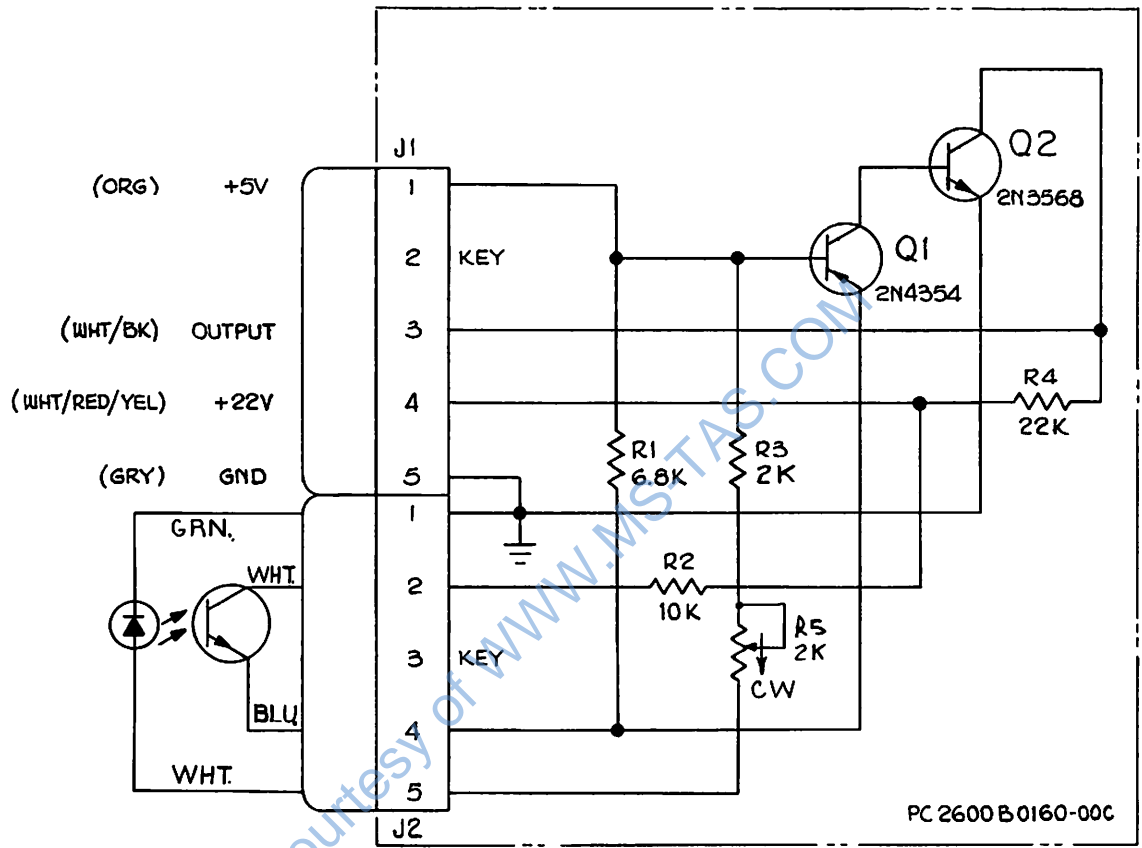 J1
(ORG) +5V 1
2 KEY
(WHT/BK) OUTPUT 3
(WHT/RED/YEL) +22V 4
(GRY) GND 5
Q2
2N3568
Q1
2N4354
R4
22K
R1
6.8K
R3
2K
GRN. 1
WHT. 2
R2
10K
3 KEY
R5
2K
CW
BLU 4
WHT. 5
J2
PC 2600 B 0160-00C
courtesy of WWW.MS-TAS.COM